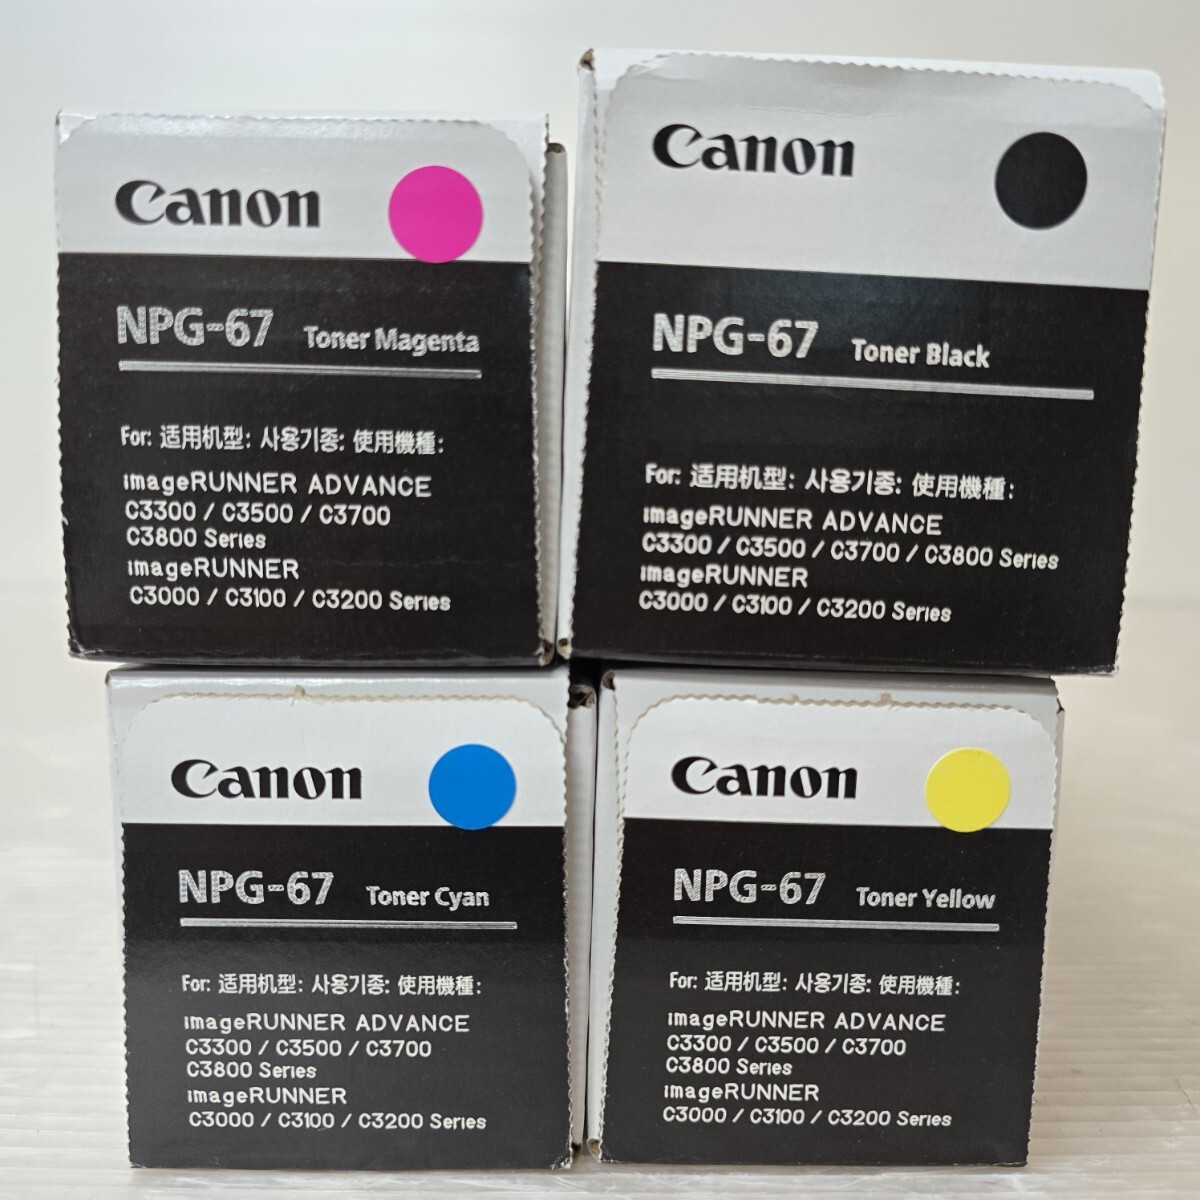 Canon
NPG-67 Toner Magenta
For: 适用机型: 사용기종: 使用機種:
imageRUNNER ADVANCE
C3300 / C3500 / C3700
C3800 Series
imageRUNNER
C3000 / C3100 / C3200 Series
Canon
NPG-67 Toner Black
For: 适用机型: 사용기종: 使用機種:
imageRUNNER ADVANCE
C3300 / C3500 / C3700 / C3800 Series
imageRUNNER
C3000 / C3100 / C3200 Series
Canon
NPG-67 Toner Cyan
For: 适用机型: 사용기종: 使用機種:
imageRUNNER ADVANCE
C3300 / C3500 / C3700
C3800 Series
imageRUNNER
C3000 / C3100 / C3200 Series
Canon
NPG-67 Toner Yellow
For: 适用机型: 사용기종: 使用機種:
imageRUNNER ADVANCE
C3300 / C3500 / C3700
C3800 Series
imageRUNNER
C3000 / C3100 / C3200 Series